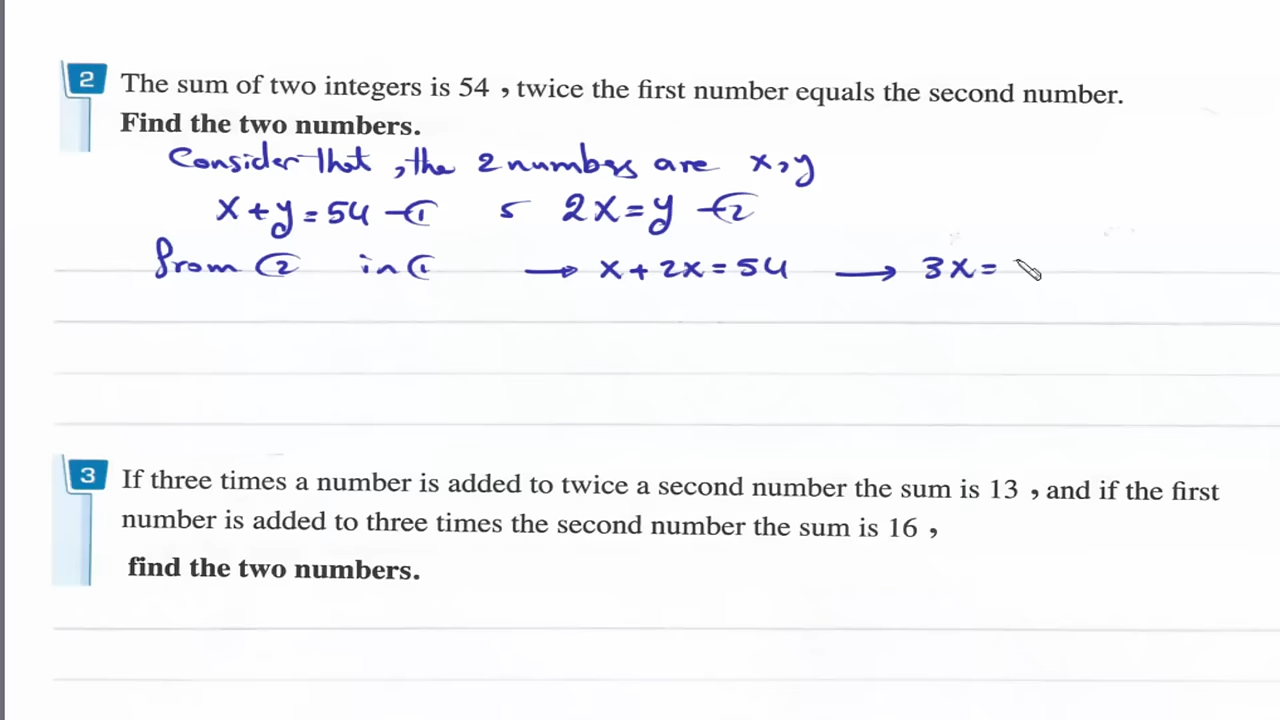 2 The sum of two integers is 54 , twice the first number equals the second number.
Find the two numbers.
Consider that , the 2 numbers are x , y
x + y = 54 → ① , 2x = y → ②
from ② in ① → x + 2x = 54 → 3x =
3 If three times a number is added to twice a second number the sum is 13 , and if the first
number is added to three times the second number the sum is 16 ,
find the two numbers.